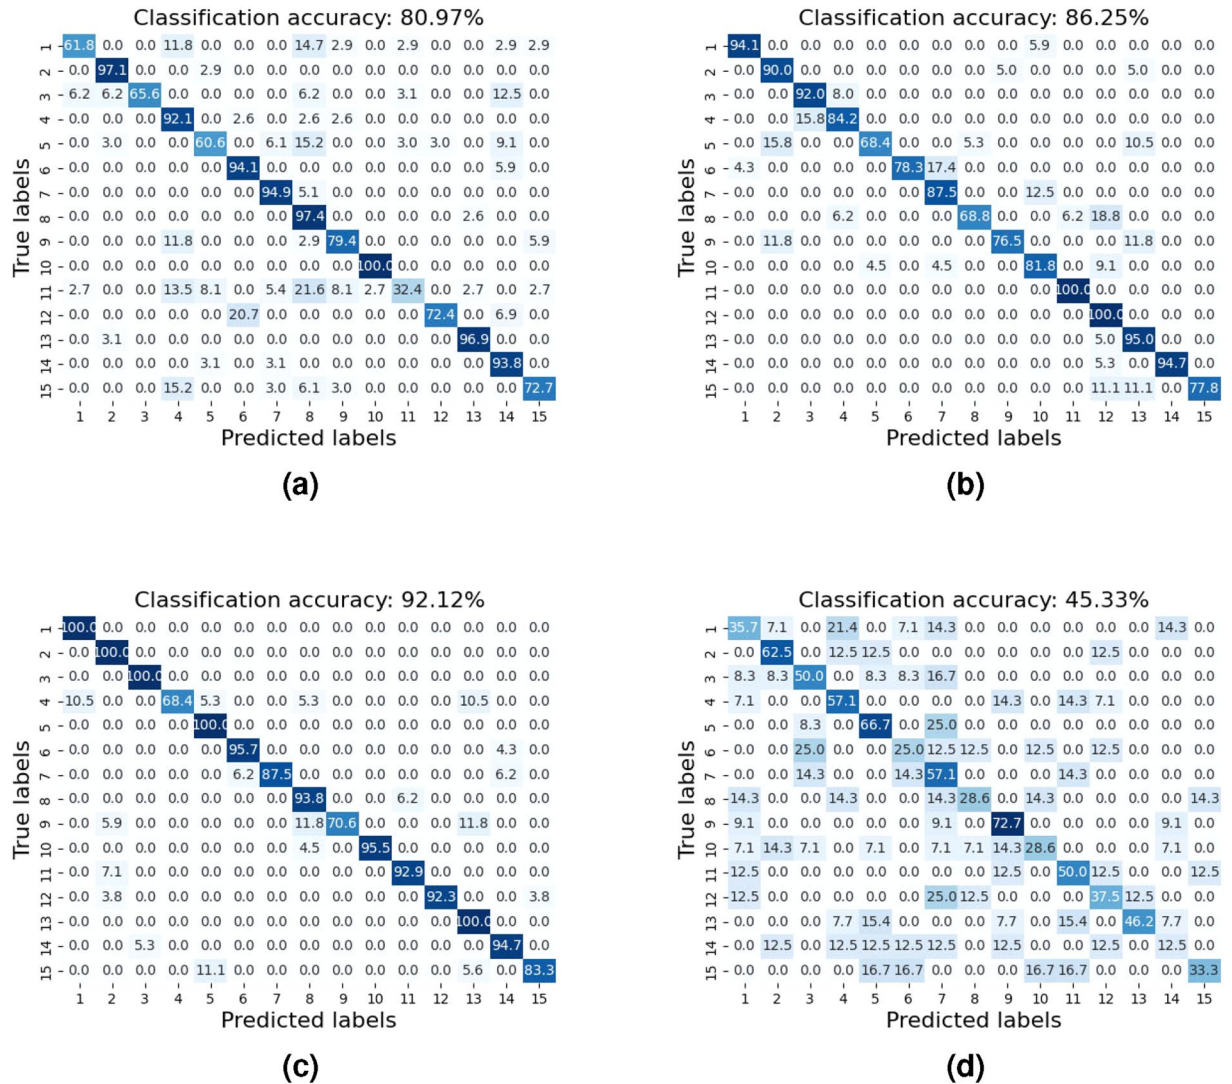 Classification accuracy: 80.97%
True labels
1 61.8 0.0 0.0 11.8 0.0 0.0 0.0 14.7 2.9 0.0 2.9 0.0 0.0 2.9 2.9
2 0.0 97.1 0.0 0.0 2.9 0.0 0.0 0.0 0.0 0.0 0.0 0.0 0.0 0.0 0.0
3 6.2 6.2 65.6 0.0 0.0 0.0 0.0 6.2 0.0 0.0 3.1 0.0 0.0 12.5 0.0
4 0.0 0.0 0.0 92.1 0.0 2.6 0.0 2.6 2.6 0.0 0.0 0.0 0.0 0.0 0.0
5 0.0 3.0 0.0 0.0 60.6 0.0 6.1 15.2 0.0 0.0 3.0 3.0 0.0 9.1 0.0
6 0.0 0.0 0.0 0.0 0.0 94.1 0.0 0.0 0.0 0.0 0.0 0.0 0.0 5.9 0.0
7 0.0 0.0 0.0 0.0 0.0 0.0 94.9 5.1 0.0 0.0 0.0 0.0 0.0 0.0 0.0
8 0.0 0.0 0.0 0.0 0.0 0.0 0.0 97.4 0.0 0.0 0.0 0.0 2.6 0.0 0.0
9 0.0 0.0 0.0 11.8 0.0 0.0 0.0 2.9 79.4 0.0 0.0 0.0 0.0 0.0 5.9
10 0.0 0.0 0.0 0.0 0.0 0.0 0.0 0.0 0.0 100.0 0.0 0.0 0.0 0.0 0.0
11 2.7 0.0 0.0 13.5 8.1 0.0 5.4 21.6 8.1 2.7 32.4 0.0 2.7 0.0 2.7
12 0.0 0.0 0.0 0.0 0.0 20.7 0.0 0.0 0.0 0.0 0.0 72.4 0.0 6.9 0.0
13 0.0 3.1 0.0 0.0 0.0 0.0 0.0 0.0 0.0 0.0 0.0 0.0 96.9 0.0 0.0
14 0.0 0.0 0.0 0.0 3.1 0.0 3.1 0.0 0.0 0.0 0.0 0.0 0.0 93.8 0.0
15 0.0 0.0 0.0 15.2 0.0 0.0 3.0 6.1 3.0 0.0 0.0 0.0 0.0 0.0 72.7
1 2 3 4 5 6 7 8 9 10 11 12 13 14 15
Predicted labels
(a)
Classification accuracy: 86.25%
True labels
1 94.1 0.0 0.0 0.0 0.0 0.0 0.0 0.0 0.0 5.9 0.0 0.0 0.0 0.0 0.0
2 0.0 90.0 0.0 0.0 0.0 0.0 0.0 0.0 5.0 0.0 0.0 0.0 5.0 0.0 0.0
3 0.0 0.0 92.0 8.0 0.0 0.0 0.0 0.0 0.0 0.0 0.0 0.0 0.0 0.0 0.0
4 0.0 0.0 15.8 84.2 0.0 0.0 0.0 0.0 0.0 0.0 0.0 0.0 0.0 0.0 0.0
5 0.0 15.8 0.0 0.0 68.4 0.0 0.0 5.3 0.0 0.0 0.0 0.0 10.5 0.0 0.0
6 4.3 0.0 0.0 0.0 0.0 78.3 17.4 0.0 0.0 0.0 0.0 0.0 0.0 0.0 0.0
7 0.0 0.0 0.0 0.0 0.0 0.0 87.5 0.0 0.0 12.5 0.0 0.0 0.0 0.0 0.0
8 0.0 0.0 0.0 6.2 0.0 0.0 0.0 68.8 0.0 0.0 6.2 18.8 0.0 0.0 0.0
9 0.0 11.8 0.0 0.0 0.0 0.0 0.0 0.0 76.5 0.0 0.0 0.0 11.8 0.0 0.0
10 0.0 0.0 0.0 0.0 4.5 0.0 4.5 0.0 0.0 81.8 0.0 9.1 0.0 0.0 0.0
11 0.0 0.0 0.0 0.0 0.0 0.0 0.0 0.0 0.0 0.0 100.0 0.0 0.0 0.0 0.0
12 0.0 0.0 0.0 0.0 0.0 0.0 0.0 0.0 0.0 0.0 0.0 100.0 0.0 0.0 0.0
13 0.0 0.0 0.0 0.0 0.0 0.0 0.0 0.0 0.0 0.0 0.0 5.0 95.0 0.0 0.0
14 0.0 0.0 0.0 0.0 0.0 0.0 0.0 0.0 0.0 0.0 0.0 5.3 0.0 94.7 0.0
15 0.0 0.0 0.0 0.0 0.0 0.0 0.0 0.0 0.0 0.0 0.0 11.1 11.1 0.0 77.8
1 2 3 4 5 6 7 8 9 10 11 12 13 14 15
Predicted labels
(b)
Classification accuracy: 92.12%
True labels
1 100.0 0.0 0.0 0.0 0.0 0.0 0.0 0.0 0.0 0.0 0.0 0.0 0.0 0.0 0.0
2 0.0 100.0 0.0 0.0 0.0 0.0 0.0 0.0 0.0 0.0 0.0 0.0 0.0 0.0 0.0
3 0.0 0.0 100.0 0.0 0.0 0.0 0.0 0.0 0.0 0.0 0.0 0.0 0.0 0.0 0.0
4 10.5 0.0 0.0 68.4 5.3 0.0 0.0 5.3 0.0 0.0 0.0 0.0 10.5 0.0 0.0
5 0.0 0.0 0.0 0.0 100.0 0.0 0.0 0.0 0.0 0.0 0.0 0.0 0.0 0.0 0.0
6 0.0 0.0 0.0 0.0 0.0 95.7 0.0 0.0 0.0 0.0 0.0 0.0 0.0 4.3 0.0
7 0.0 0.0 0.0 0.0 0.0 6.2 87.5 0.0 0.0 0.0 0.0 0.0 0.0 6.2 0.0
8 0.0 0.0 0.0 0.0 0.0 0.0 0.0 93.8 0.0 0.0 6.2 0.0 0.0 0.0 0.0
9 0.0 5.9 0.0 0.0 0.0 0.0 0.0 11.8 70.6 0.0 0.0 0.0 11.8 0.0 0.0
10 0.0 0.0 0.0 0.0 0.0 0.0 0.0 4.5 0.0 95.5 0.0 0.0 0.0 0.0 0.0
11 0.0 7.1 0.0 0.0 0.0 0.0 0.0 0.0 0.0 0.0 92.9 0.0 0.0 0.0 0.0
12 0.0 3.8 0.0 0.0 0.0 0.0 0.0 0.0 0.0 0.0 0.0 92.3 0.0 0.0 3.8
13 0.0 0.0 0.0 0.0 0.0 0.0 0.0 0.0 0.0 0.0 0.0 0.0 100.0 0.0 0.0
14 0.0 0.0 5.3 0.0 0.0 0.0 0.0 0.0 0.0 0.0 0.0 0.0 0.0 94.7 0.0
15 0.0 0.0 0.0 0.0 11.1 0.0 0.0 0.0 0.0 0.0 0.0 0.0 5.6 0.0 83.3
1 2 3 4 5 6 7 8 9 10 11 12 13 14 15
Predicted labels
(c)
Classification accuracy: 45.33%
True labels
1 35.7 7.1 0.0 21.4 0.0 7.1 14.3 0.0 0.0 0.0 0.0 0.0 0.0 14.3 0.0
2 0.0 62.5 0.0 12.5 12.5 0.0 0.0 0.0 0.0 0.0 0.0 12.5 0.0 0.0 0.0
3 8.3 8.3 50.0 0.0 8.3 8.3 16.7 0.0 0.0 0.0 0.0 0.0 0.0 0.0 0.0
4 7.1 0.0 0.0 57.1 0.0 0.0 0.0 0.0 14.3 0.0 14.3 7.1 0.0 0.0 0.0
5 0.0 0.0 8.3 0.0 66.7 0.0 25.0 0.0 0.0 0.0 0.0 0.0 0.0 0.0 0.0
6 0.0 0.0 25.0 0.0 0.0 25.0 12.5 12.5 0.0 12.5 0.0 12.5 0.0 0.0 0.0
7 0.0 0.0 14.3 0.0 0.0 14.3 57.1 0.0 0.0 0.0 14.3 0.0 0.0 0.0 0.0
8 14.3 0.0 0.0 14.3 0.0 0.0 14.3 28.6 0.0 14.3 0.0 0.0 0.0 0.0 14.3
9 9.1 0.0 0.0 0.0 0.0 0.0 9.1 0.0 72.7 0.0 0.0 0.0 0.0 9.1 0.0
10 7.1 14.3 7.1 0.0 7.1 0.0 7.1 7.1 14.3 28.6 0.0 0.0 0.0 7.1 0.0
11 12.5 0.0 0.0 0.0 0.0 0.0 0.0 0.0 12.5 0.0 50.0 12.5 0.0 0.0 12.5
12 12.5 0.0 0.0 0.0 0.0 0.0 25.0 12.5 0.0 0.0 0.0 37.5 12.5 0.0 0.0
13 0.0 0.0 0.0 7.7 15.4 0.0 0.0 0.0 7.7 0.0 15.4 0.0 46.2 7.7 0.0
14 0.0 12.5 0.0 12.5 12.5 12.5 12.5 0.0 12.5 0.0 0.0 12.5 0.0 12.5 0.0
15 0.0 0.0 0.0 0.0 16.7 16.7 0.0 0.0 0.0 16.7 16.7 0.0 0.0 0.0 33.3
1 2 3 4 5 6 7 8 9 10 11 12 13 14 15
Predicted labels
(d)